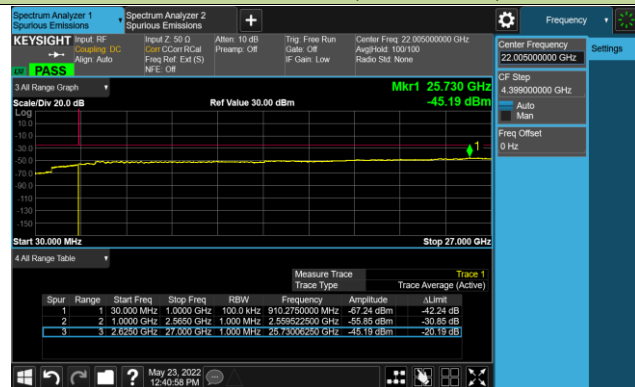 Spectrum Analyzer 1
Spurious Emissions
Spectrum Analyzer 2
Spurious Emissions
Frequency
KEYSIGHT
Input: RF
Coupling: DC
Align: Auto
Input Z: 50 Ω
Corr CCorr RCal
Freq Ref: Ext (S)
NFE: Off
Atten: 10 dB
Preamp: Off
Trig: Free Run
Gate: Off
IF Gain: Low
Center Freq: 22.005000000 GHz
Avg|Hold: 100/100
Radio Std: None
PASS
Center Frequency
22.005000000 GHz
Settings
CF Step
4.399000000 GHz
Auto
Man
Freq Offset
0 Hz
3 All Range Graph
Mkr1 25.730 GHz
-45.19 dBm
Scale/Div 20.0 dB
Ref Value 30.00 dBm
Log
10.0
-10.0
-30.0
-50.0
-70.0
-90.0
-110
-130
-150
1
Start 30.000 MHz
Stop 27.000 GHz
4 All Range Table
Measure Trace Trace 1
Trace Type Trace Average (Active)
Spur Range Start Freq Stop Freq RBW Frequency Amplitude ΔLimit
1 1 30.000 MHz 1.0000 GHz 100.0 kHz 910.2750000 MHz -67.24 dBm -42.24 dB
2 2 1.0000 GHz 2.5650 GHz 1.000 MHz 2.559522500 GHz -55.85 dBm -30.85 dB
3 3 2.6250 GHz 27.000 GHz 1.000 MHz 25.73006250 GHz -45.19 dBm -20.19 dB
May 23, 2022
12:40:58 PM